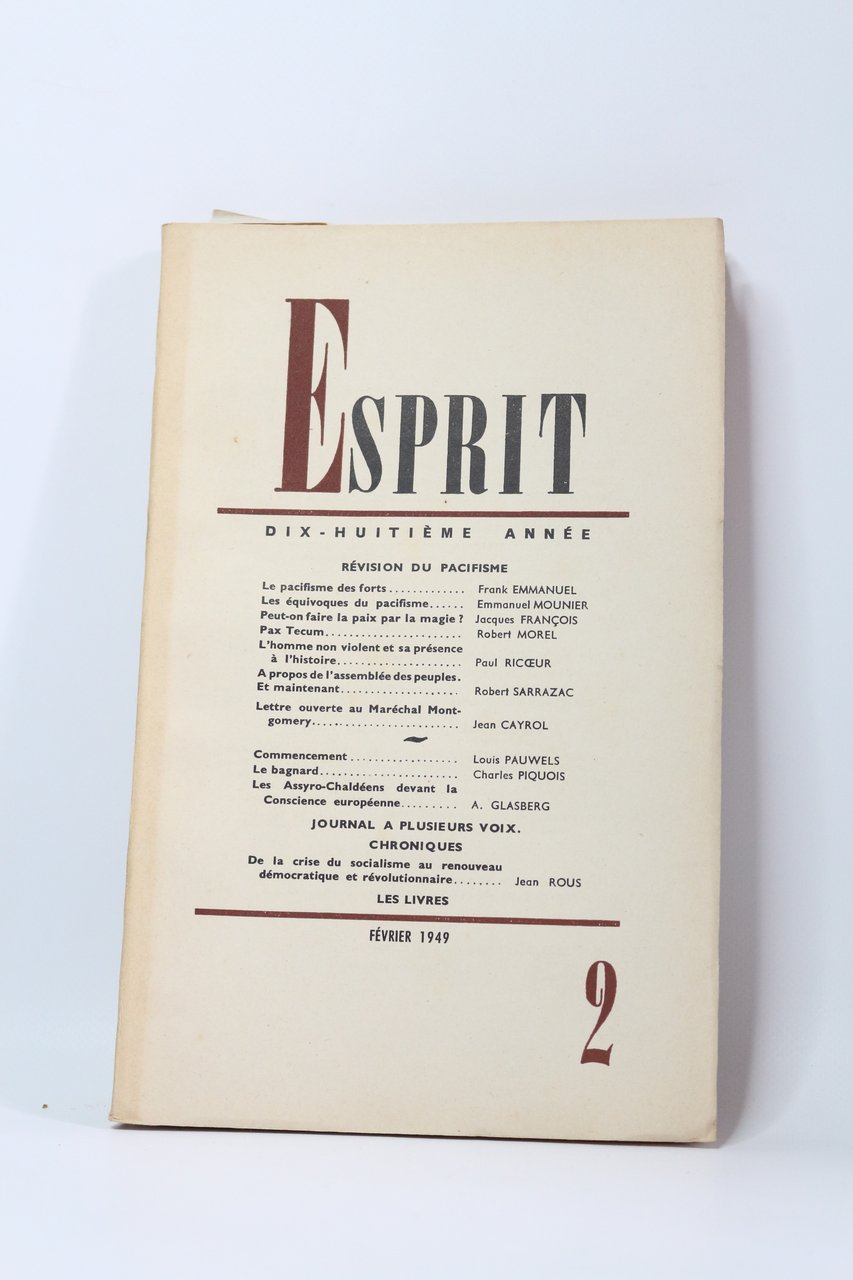 ESPRIT
DIX-HUITIÈME ANNÉE
RÉVISION DU PACIFISME
Le pacifisme des forts............. Frank EMMANUEL
Les équivoques du pacifisme...... Emmanuel MOUNIER
Peut-on faire la paix par la magie ? Jacques FRANÇOIS
Pax Tecum....................... Robert MOREL
L'homme non violent et sa présence
à l'histoire..................... Paul RICŒUR
A propos de l'assemblée des peuples.
Et maintenant.................... Robert SARRAZAC
Lettre ouverte au Maréchal Mont-
gomery......................... Jean CAYROL
Commencement .................. Louis PAUWELS
Le bagnard....................... Charles PIQUOIS
Les Assyro-Chaldéens devant la
Conscience européenne......... A. GLASBERG
JOURNAL A PLUSIEURS VOIX.
CHRONIQUES
De la crise du socialisme au renouveau
démocratique et révolutionnaire........ Jean ROUS
LES LIVRES
FÉVRIER 1949
2